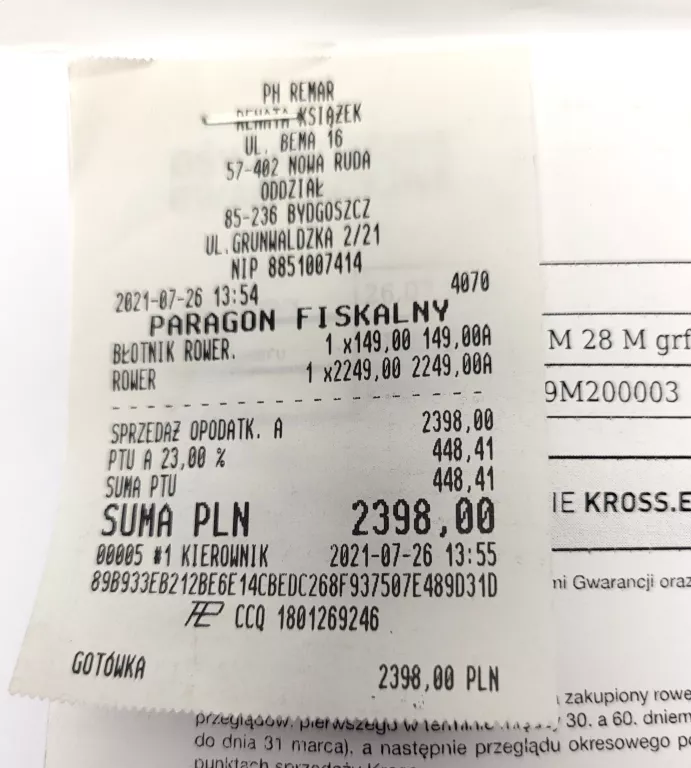 PH REMAR
RENATA KSIĄŻEK
UL. BEMA 16
57-402 NOWA RUDA
ODDZIAŁ
85-236 BYDGOSZCZ
UL.GRUNWALDZKA 2/21
NIP 8851007414
2021-07-26 13:54 4070
PARAGON FISKALNY
BŁOTNIK ROWER. 1 x149,00 149,00A
ROWER 1 x2249,00 2249,00A
SPRZEDAŻ OPODATK. A 2398,00
PTU A 23,00 % 448,41
SUMA PTU 448,41
SUMA PLN 2398,00
00005 #1 KIEROWNIK 2021-07-26 13:55
89B933EB212BE6E14CBEDC268F937507E489D31D
CCQ 1801269246
GOTÓWKA 2398,00 PLN
M 28 M grf
9M200003
IE KROSS.E
ni Gwarancji oraz
zakupiony rowe
przeglądów, pierwszego w terminie 30. a 60. dniem
do dnia 31 marca), a następnie przeglądu okresowego po
punktach sprzedaży